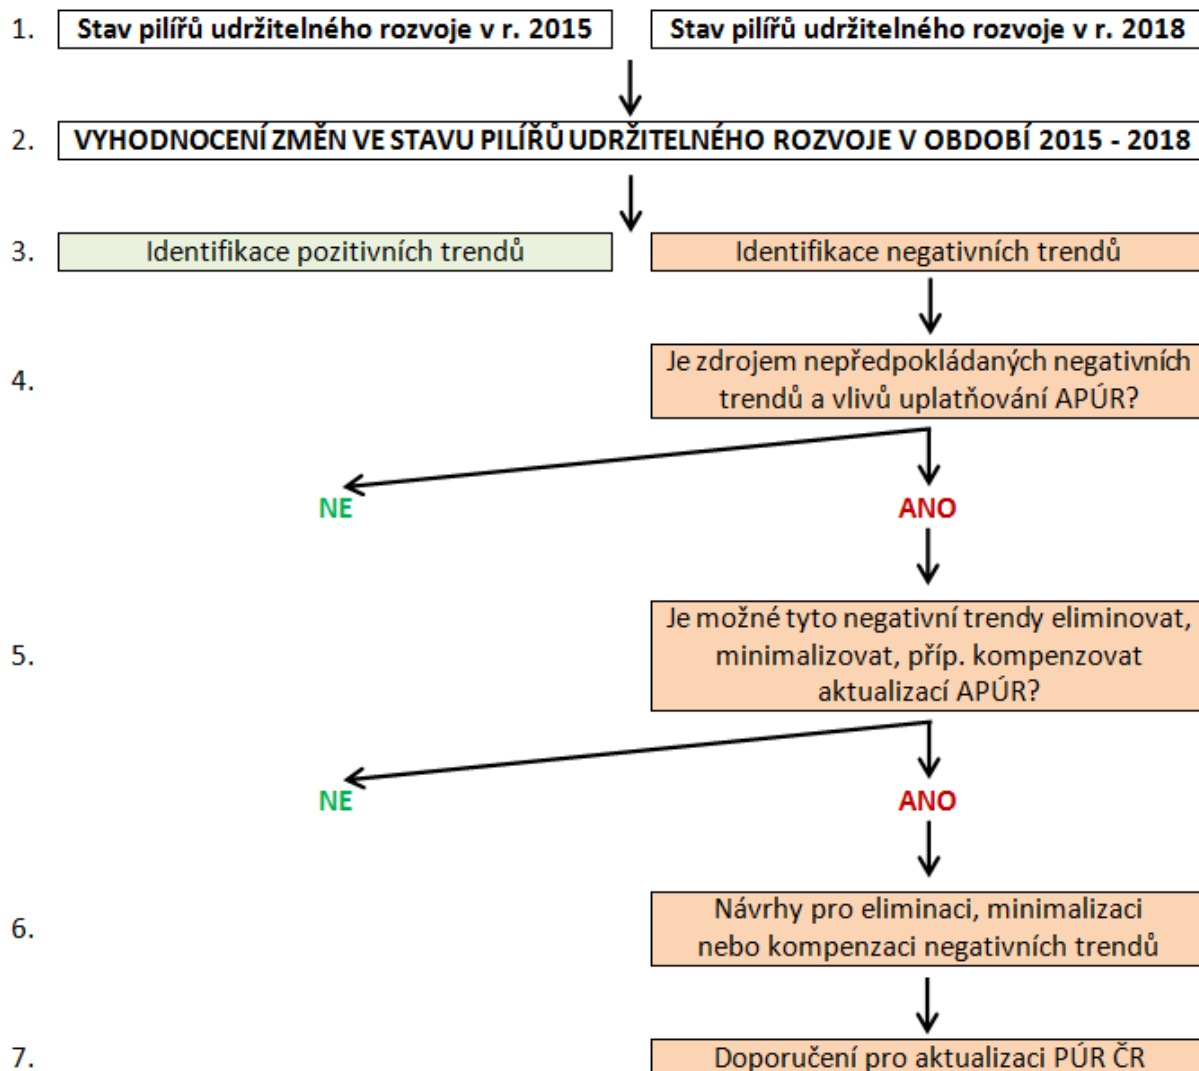 1. Stav pilířů udržitelného rozvoje v r. 2015 Stav pilířů udržitelného rozvoje v r. 2018
2. VYHODNOCENÍ ZMĚN VE STAVU PILÍŘŮ UDRŽITELNÉHO ROZVOJE V OBDOBÍ 2015 - 2018
3. Identifikace pozitivních trendů Identifikace negativních trendů
4. Je zdrojem nepředpokládaných negativních
trendů a vlivů uplatňování APÚR?
NE ANO
5. Je možné tyto negativní trendy eliminovat,
minimalizovat, příp. kompenzovat
aktualizací APÚR?
NE ANO
6. Návrhy pro eliminaci, minimalizaci
nebo kompenzaci negativních trendů
7. Doporučení pro aktualizaci PÚR ČR